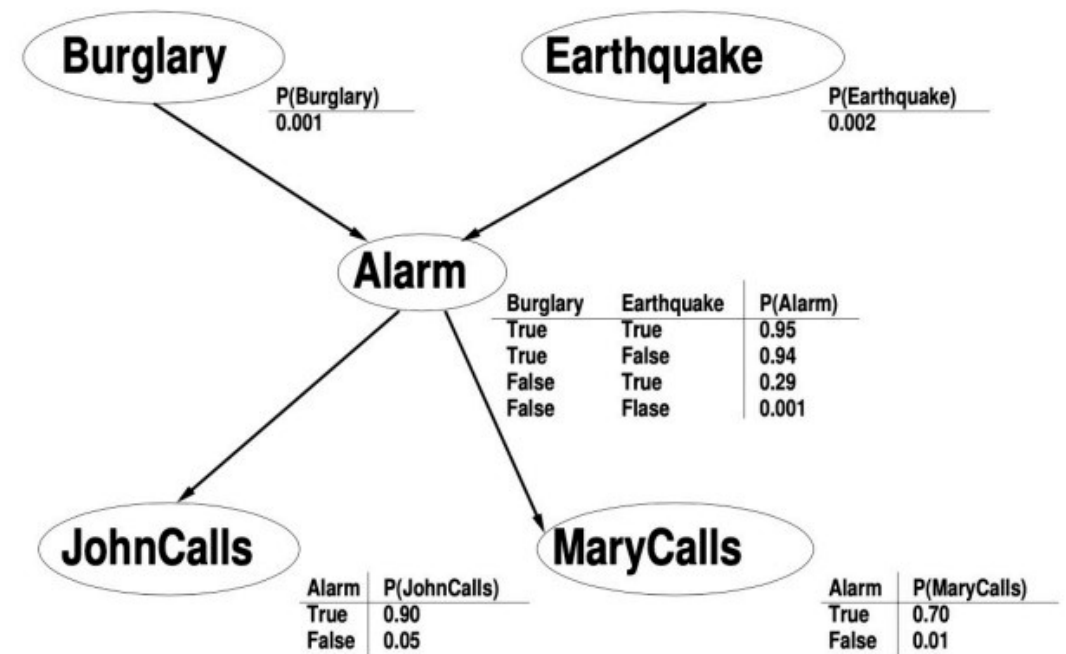 Burglary
Earthquake
P(Burglary)
0.001
P(Earthquake)
0.002
Alarm
Burglary Earthquake P(Alarm)
True True 0.95
True False 0.94
False True 0.29
False Flase 0.001
JohnCalls
MaryCalls
Alarm P(JohnCalls)
True 0.90
False 0.05
Alarm P(MaryCalls)
True 0.70
False 0.01